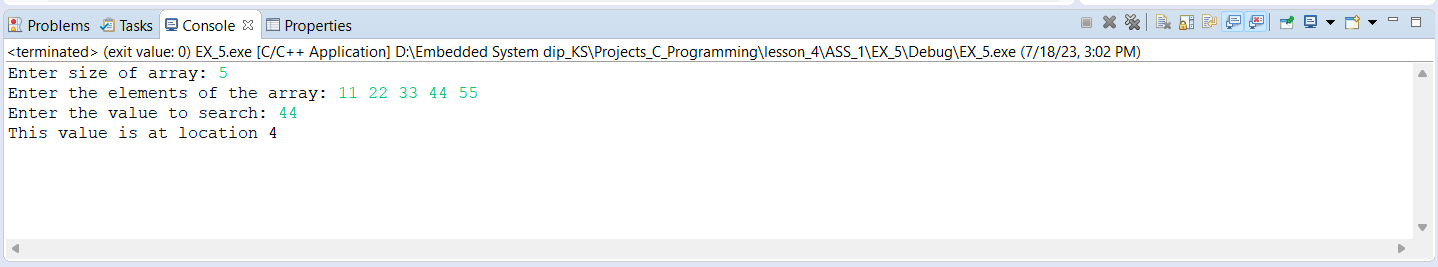 Problems Tasks Console Properties
<terminated> (exit value: 0) EX_5.exe [C/C++ Application] D:\Embedded System dip_KS\Projects_C_Programming\lesson_4\ASS_1\EX_5\Debug\EX_5.exe (7/18/23, 3:02 PM)
Enter size of array: 5
Enter the elements of the array: 11 22 33 44 55
Enter the value to search: 44
This value is at location 4